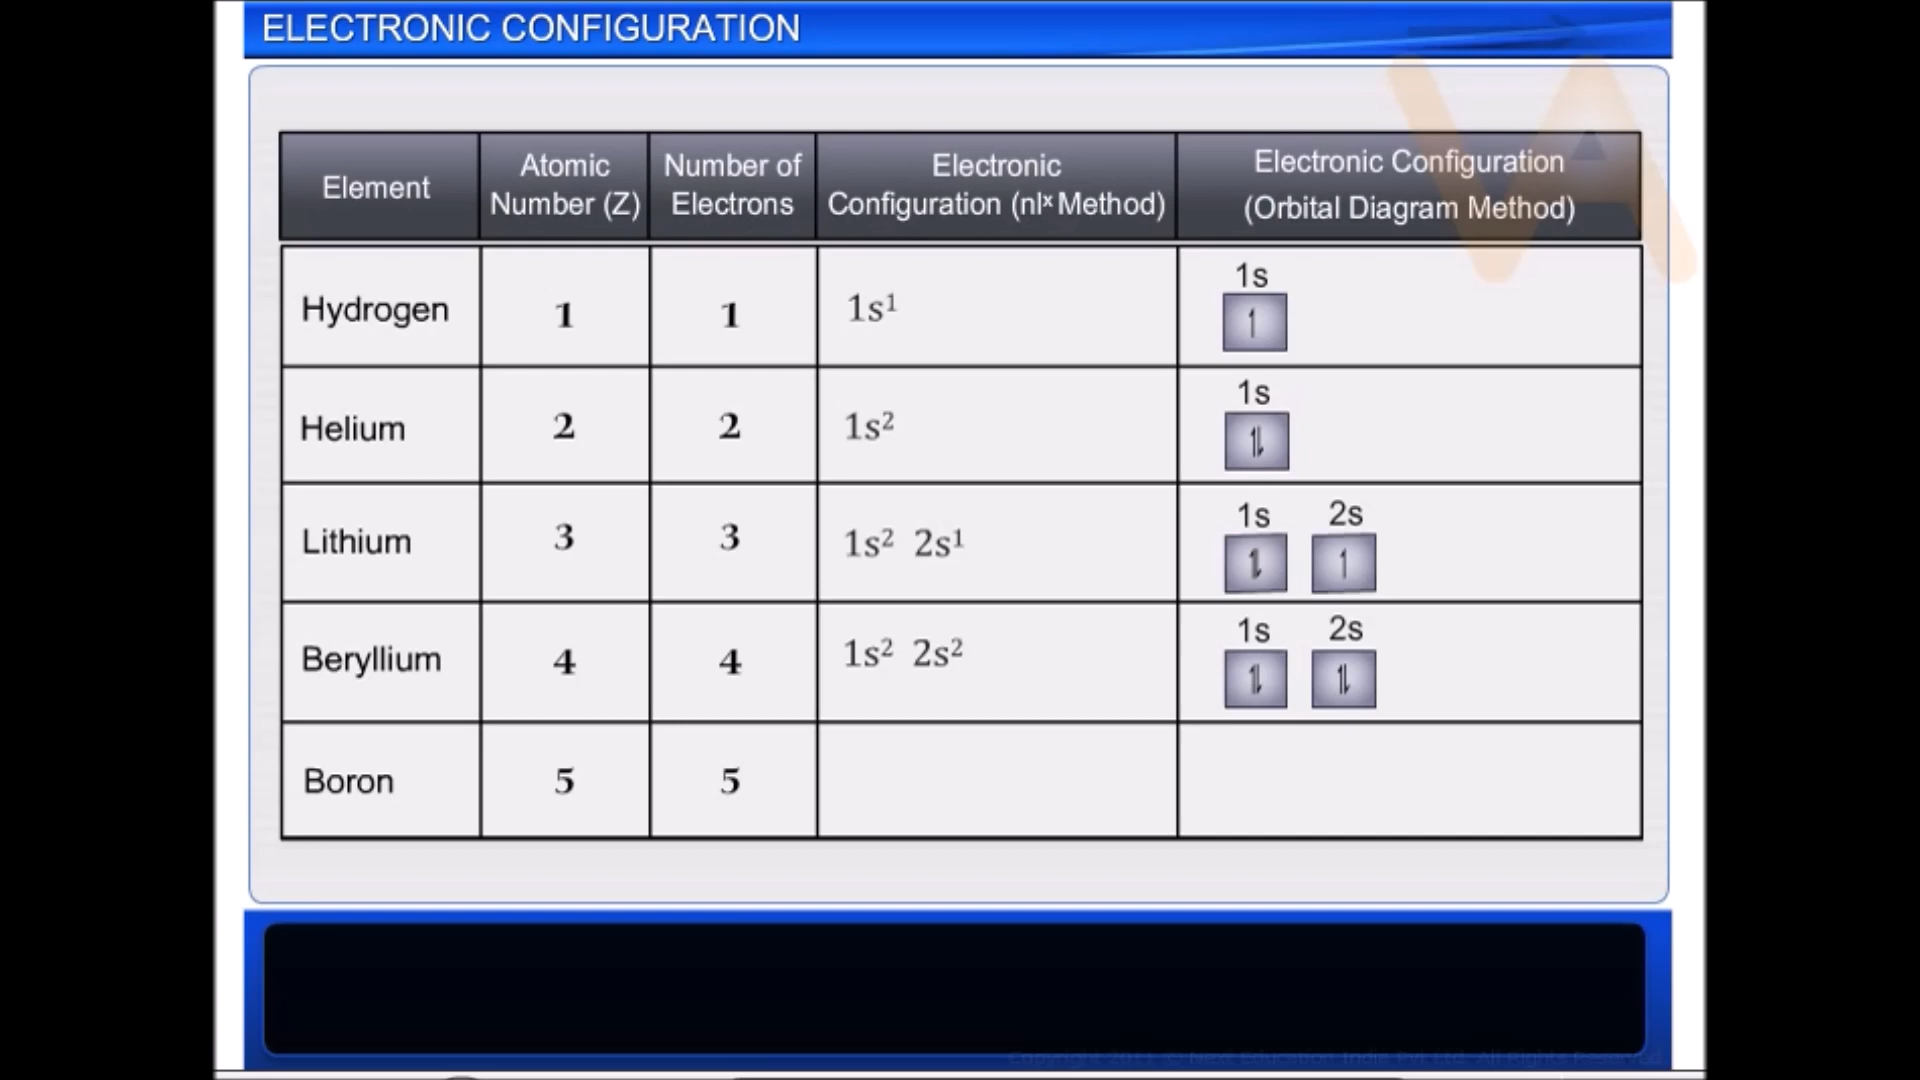 ELECTRONIC CONFIGURATION
Element
Atomic
Number (Z)
Number of
Electrons
Electronic
Configuration (nlˣ Method)
Electronic Configuration
(Orbital Diagram Method)
Hydrogen 1 1 1s¹
1s
↿
Helium 2 2 1s²
1s
⥮
Lithium 3 3 1s² 2s¹
1s 2s
⥮ ↿
Beryllium 4 4 1s² 2s²
1s 2s
⥮ ⥮
Boron 5 5